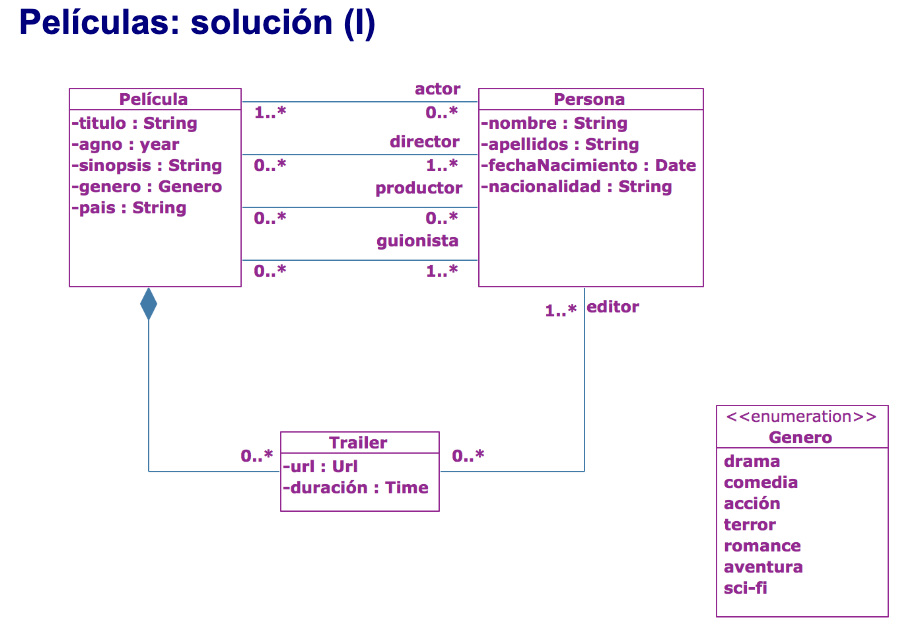 Películas: solución (I)
Película
-titulo : String
-agno : year
-sinopsis : String
-genero : Genero
-pais : String
actor
1..* 0..*
director
0..* 1..*
productor
0..* 0..*
guionista
0..* 1..*
Persona
-nombre : String
-apellidos : String
-fechaNacimiento : Date
-nacionalidad : String
1..* editor
0..*
Trailer
-url : Url
-duración : Time
0..*
<<enumeration>>
Genero
drama
comedia
acción
terror
romance
aventura
sci-fi